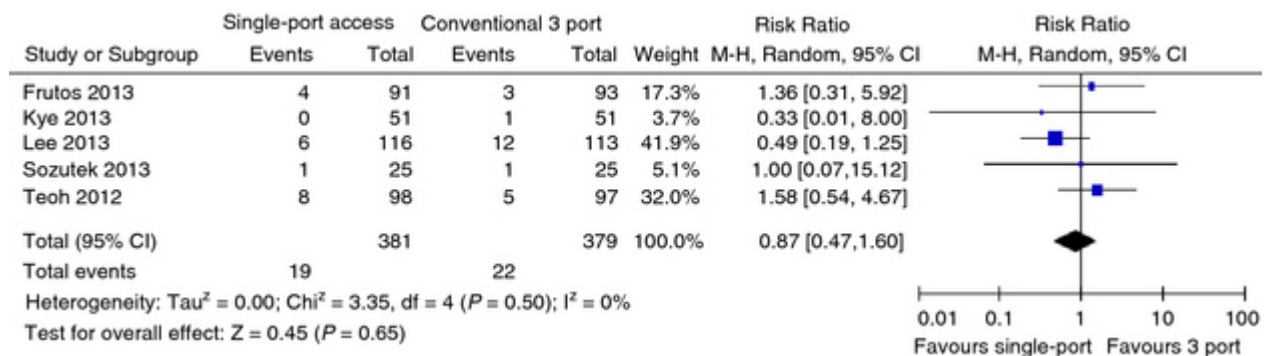 Single-port access Conventional 3 port Risk Ratio Risk Ratio
Study or Subgroup Events Total Events Total Weight M-H, Random, 95% CI M-H, Random, 95% CI
Frutos 2013 4 91 3 93 17.3% 1.36 [0.31, 5.92]
Kye 2013 0 51 1 51 3.7% 0.33 [0.01, 8.00]
Lee 2013 6 116 12 113 41.9% 0.49 [0.19, 1.25]
Sozutek 2013 1 25 1 25 5.1% 1.00 [0.07,15.12]
Teoh 2012 8 98 5 97 32.0% 1.58 [0.54, 4.67]
Total (95% CI) 381 379 100.0% 0.87 [0.47,1.60]
Total events 19 22
Heterogeneity: Tauᶻ = 0.00; Chiᶻ = 3.35, df = 4 (P = 0.50); Iᶻ = 0%
Test for overall effect: Z = 0.45 (P = 0.65)
0.01 0.1 1 10 100
Favours single-port Favours 3 port